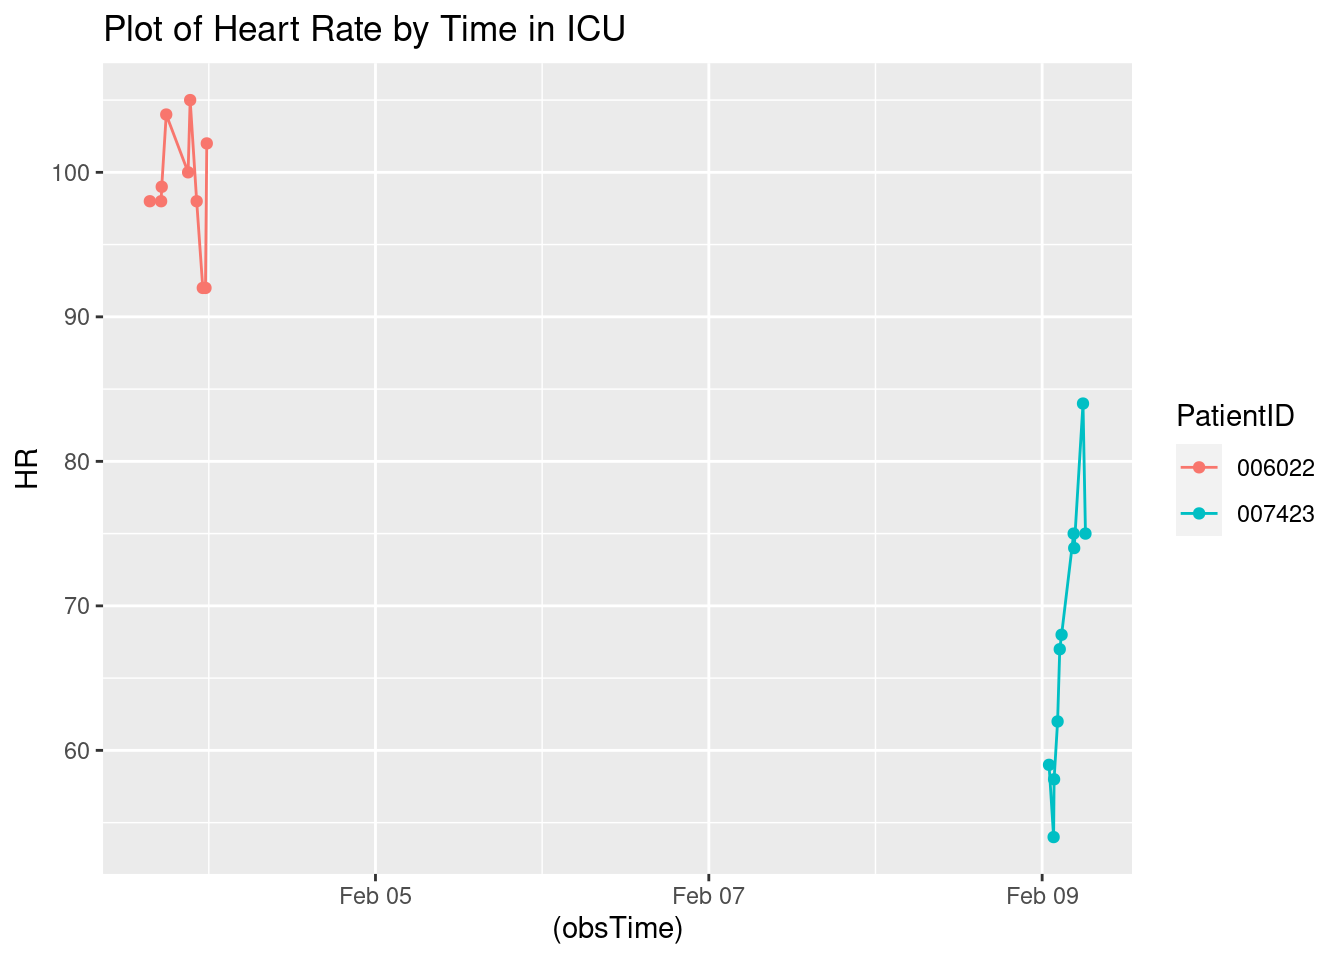 Plot of Heart Rate by Time in ICU
HR
100
90
80
70
60
Feb 05
Feb 07
Feb 09
(obsTime)
PatientID
006022
007423